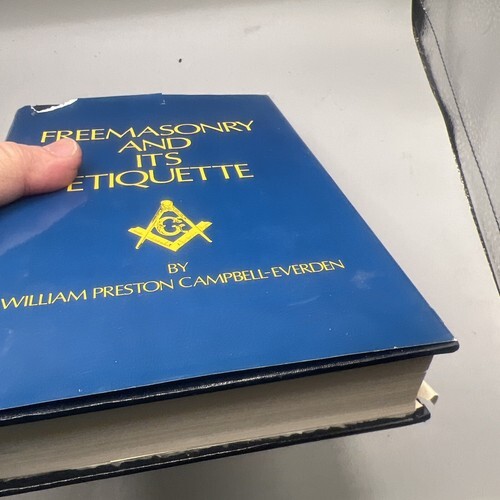 FREEMASONRY
AND
ITS
ETIQUETTE
G
BY
WILLIAM PRESTON CAMPBELL-EVERDEN